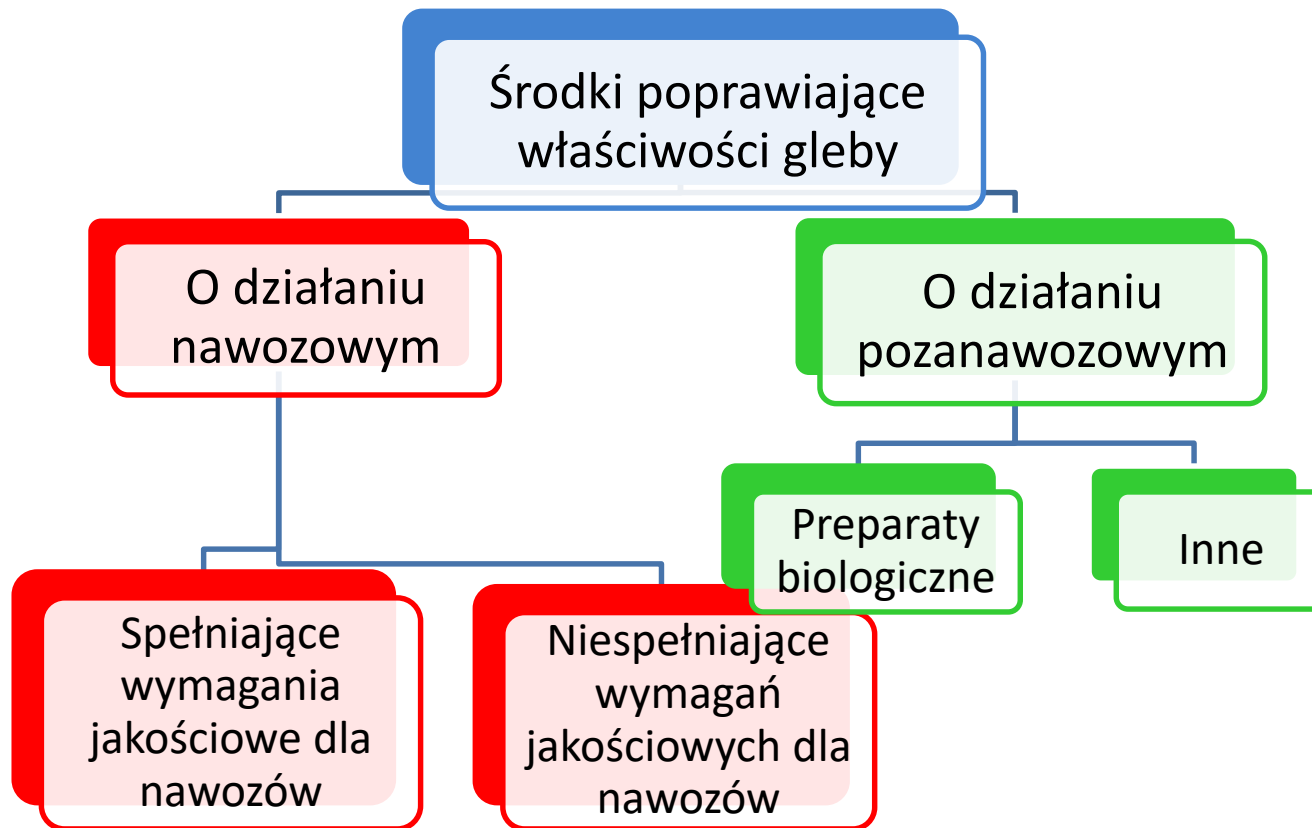 Środki poprawiające
właściwości gleby
O działaniu
nawozowym
O działaniu
pozanawozowym
Preparaty
biologiczne
Inne
Spełniające
wymagania
jakościowe dla
nawozów
Niespełniające
wymagań
jakościowych dla
nawozów